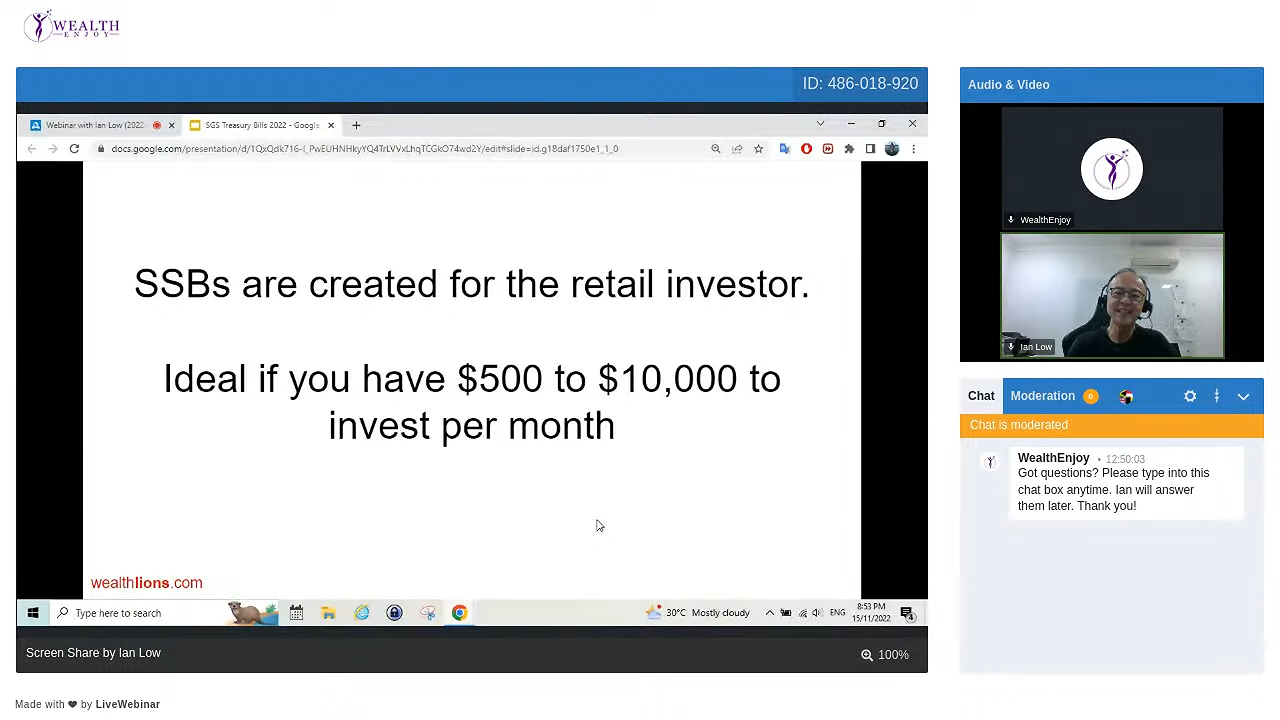 WEALTH
ENJOY
ID: 486-018-920
Webinar with Ian Low (2022
SGS Treasury Bills 2022 - Google
docs.google.com/presentation/d/1QxQdk716-l_PwEUHNHkyYQ4TrLVVxLhqTCGkO74wd2Y/edit#slide=id.g18daf1750e1_1_0
SSBs are created for the retail investor.
Ideal if you have $500 to $10,000 to
invest per month
wealthlions.com
Type here to search
30°C Mostly cloudy
ENG
8:53 PM
15/11/2022
4
Screen Share by Ian Low
100%
Audio & Video
WealthEnjoy
Ian Low
Chat
Moderation
0
Chat is moderated
WealthEnjoy • 12:50:03
Got questions? Please type into this
chat box anytime. Ian will answer
them later. Thank you!
Made with ❤ by LiveWebinar